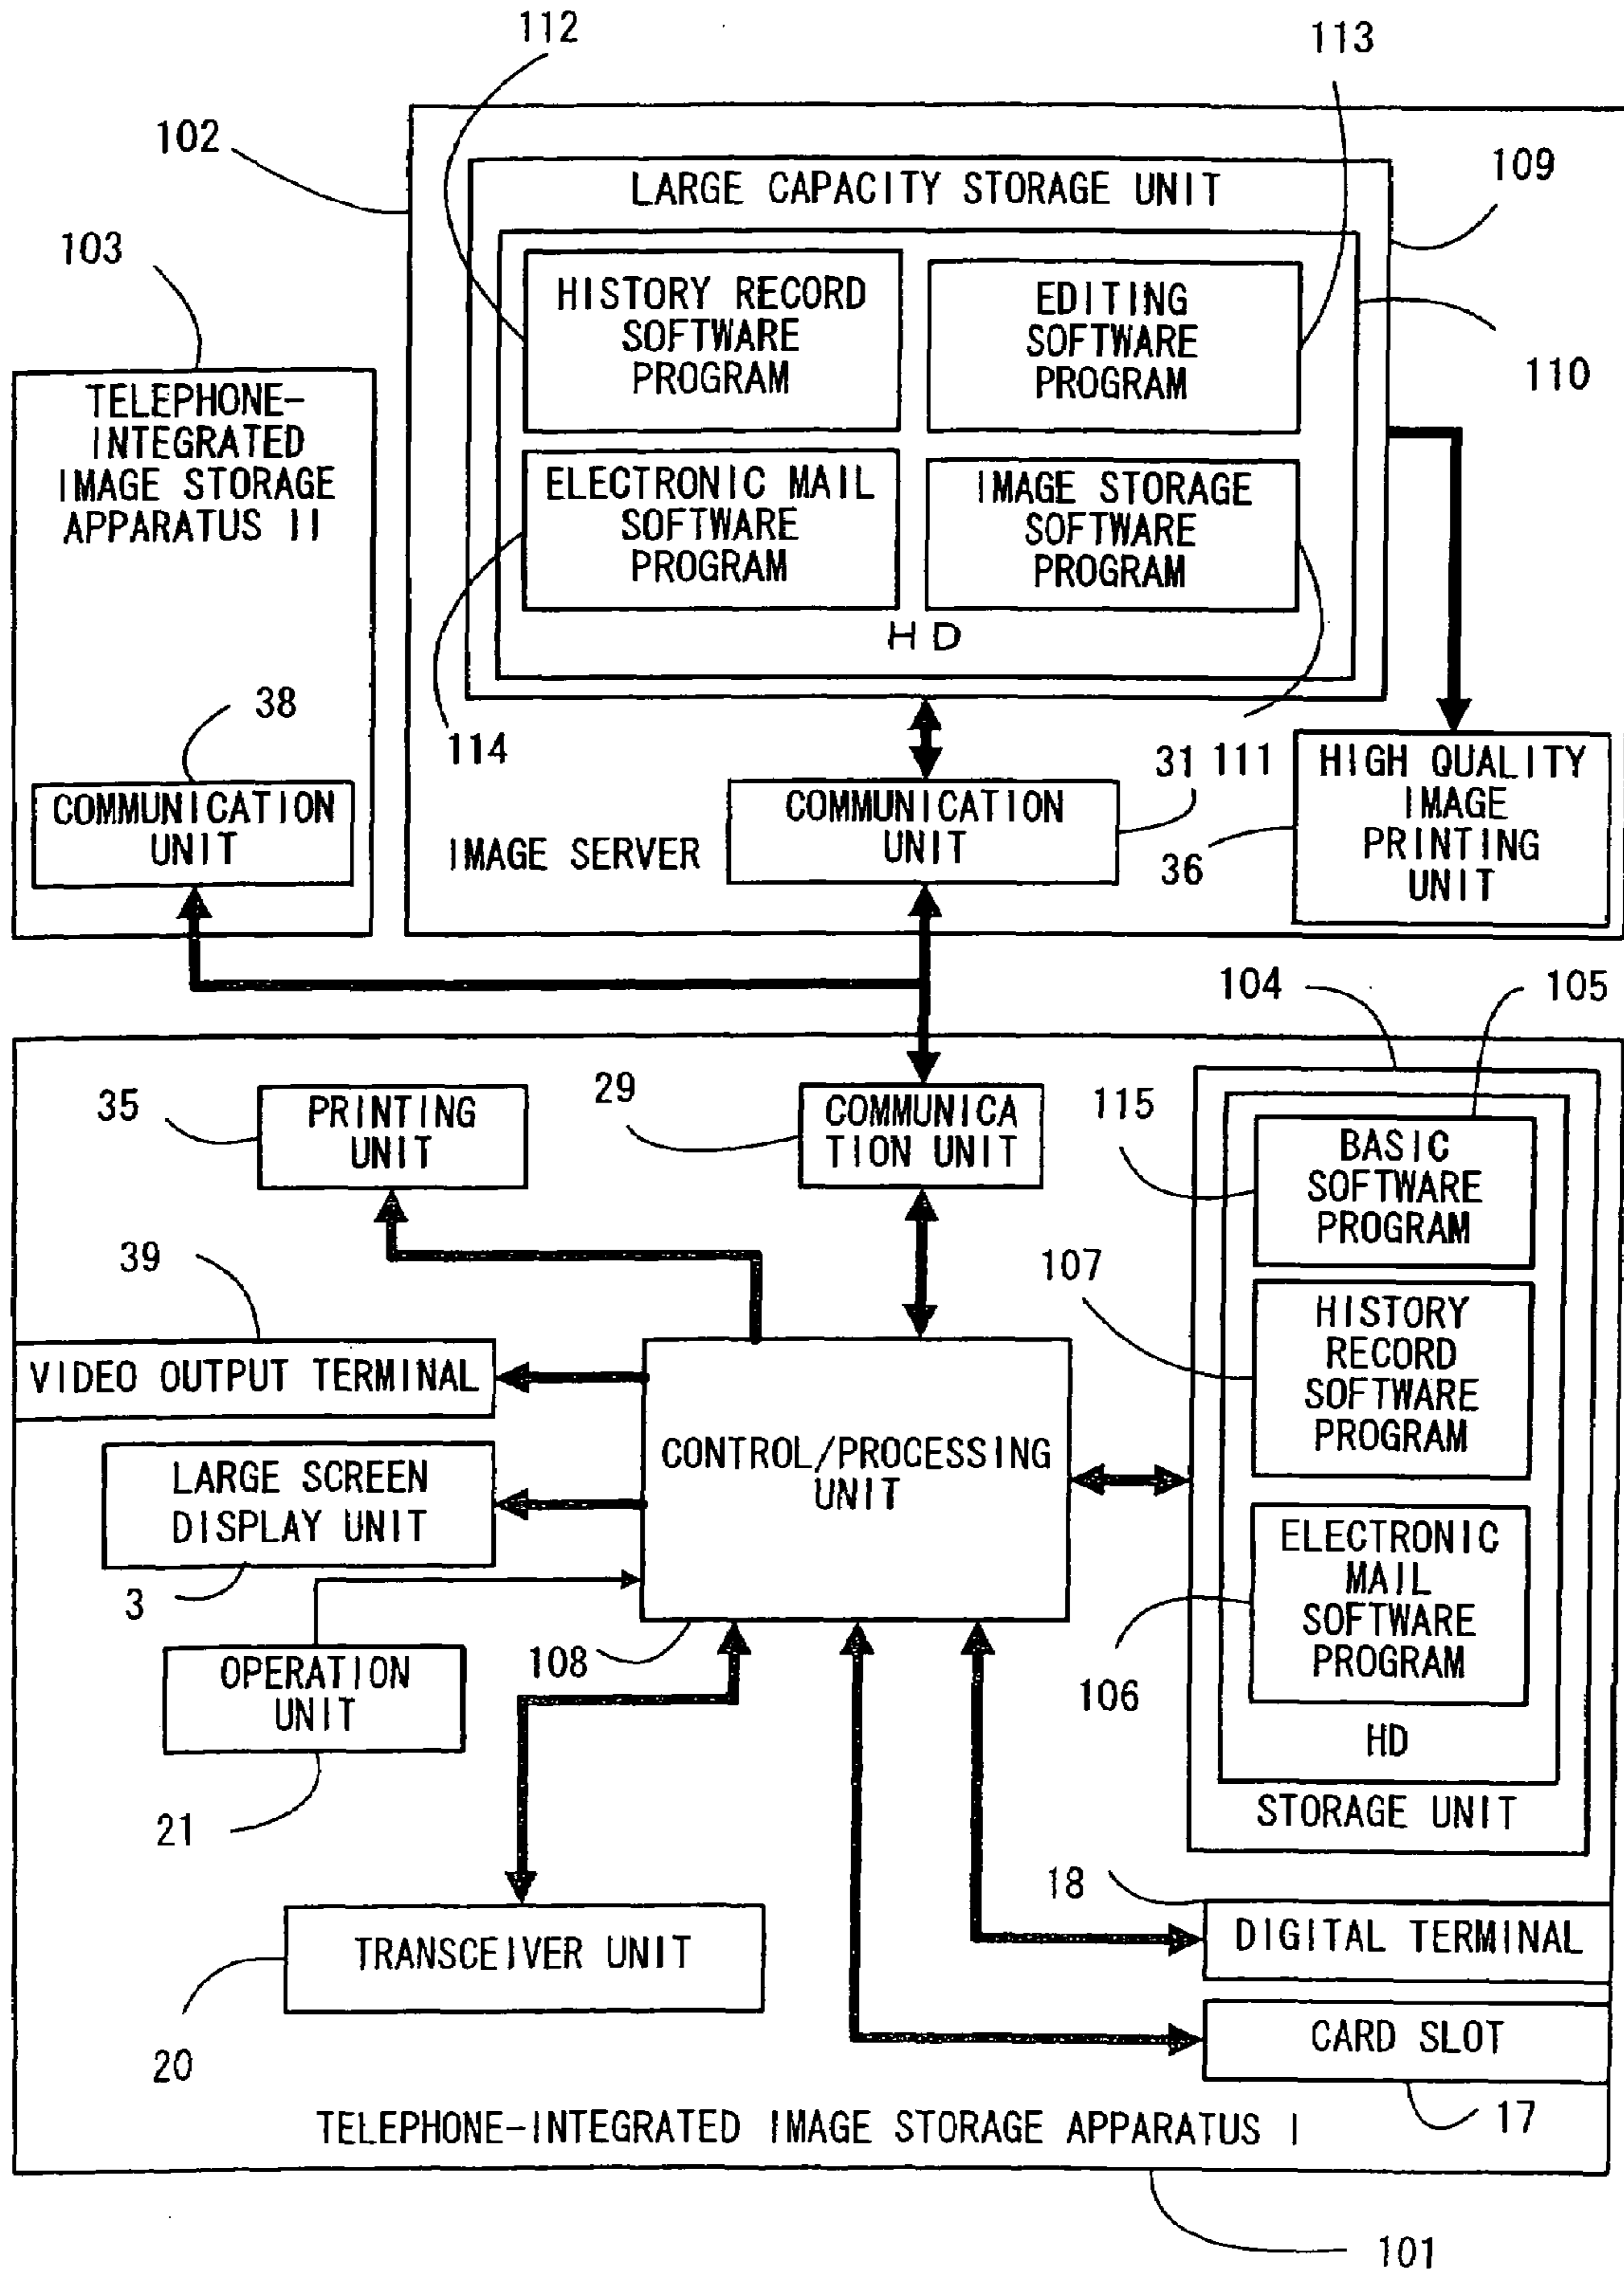 112
113
102
LARGE CAPACITY STORAGE UNIT
109
103
HISTORY RECORD
SOFTWARE
PROGRAM
EDITING
SOFTWARE
PROGRAM
110
TELEPHONE-
INTEGRATED
IMAGE STORAGE
APPARATUS II
ELECTRONIC MAIL
SOFTWARE
PROGRAM
IMAGE STORAGE
SOFTWARE
PROGRAM
HD
38
114
31
111
COMMUNICATION
UNIT
IMAGE SERVER
COMMUNICATION
UNIT
36
HIGH QUALITY
IMAGE
PRINTING
UNIT
104
105
35
PRINTING
UNIT
29
COMMUNICA
TION UNIT
115
BASIC
SOFTWARE
PROGRAM
39
107
HISTORY
RECORD
SOFTWARE
PROGRAM
VIDEO OUTPUT TERMINAL
CONTROL/PROCESSING
UNIT
LARGE SCREEN
DISPLAY UNIT
3
ELECTRONIC
MAIL
SOFTWARE
PROGRAM
OPERATION
UNIT
108
106
HD
21
STORAGE UNIT
18
DIGITAL TERMINAL
TRANSCEIVER UNIT
CARD SLOT
20
17
TELEPHONE-INTEGRATED IMAGE STORAGE APPARATUS I
101